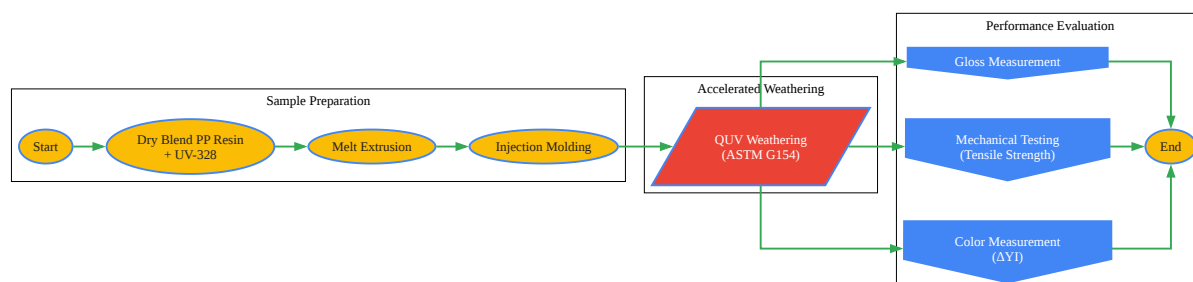 Sample Preparation
Start
Dry Blend PP Resin
+ UV-328
Melt Extrusion
Injection Molding
Accelerated Weathering
QUV Weathering
(ASTM G154)
Performance Evaluation
Gloss Measurement
Mechanical Testing
(Tensile Strength)
Color Measurement
(ΔYI)
End